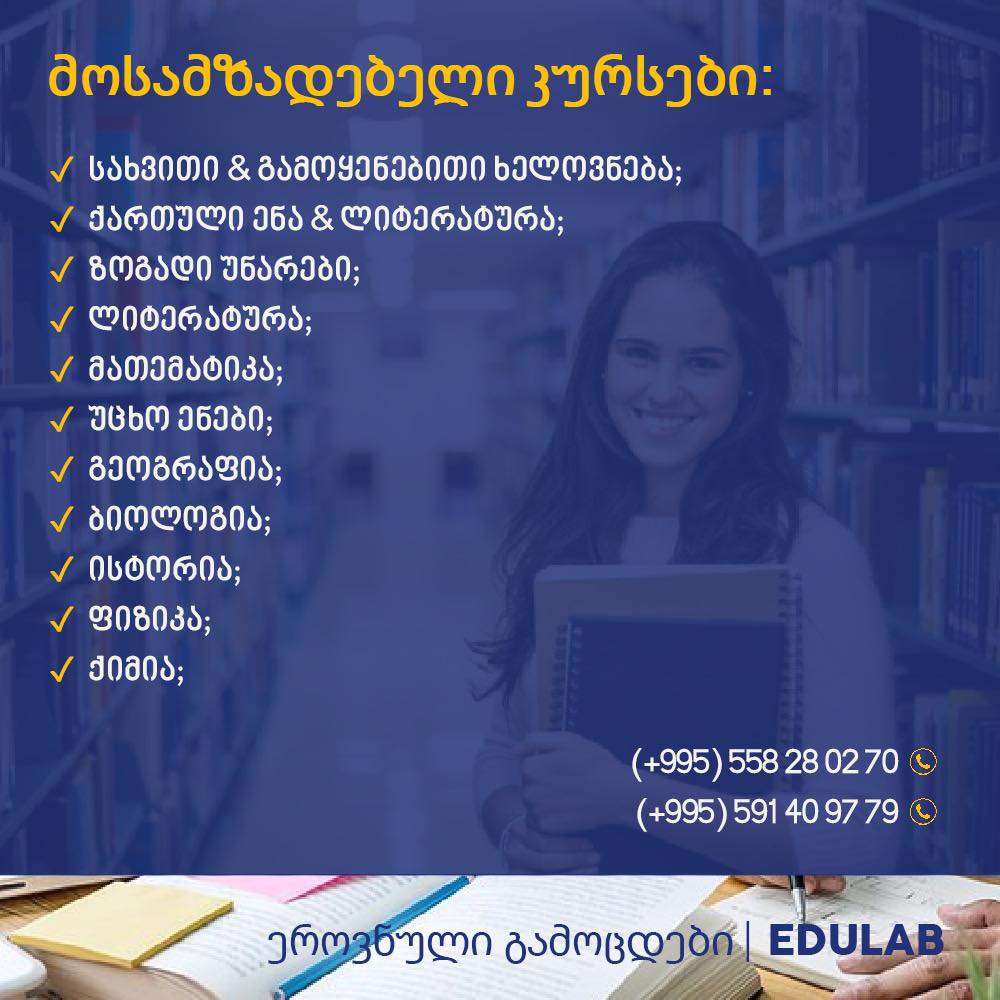 მოსამზადებელი კურსები:
✓ სახვითი & გამოყენებითი ხელოვნება;
✓ ქართული ენა & ლიტერატურა;
✓ ზოგადი უნარები;
✓ ლიტერატურა;
✓ მათემატიკა;
✓ უცხო ენები;
✓ გეოგრაფია;
✓ ბიოლოგია;
✓ ისტორია;
✓ ფიზიკა;
✓ ქიმია;
(+995) 558 28 02 70
(+995) 591 40 97 79
ეროვნული გამოცდები | EDULAB